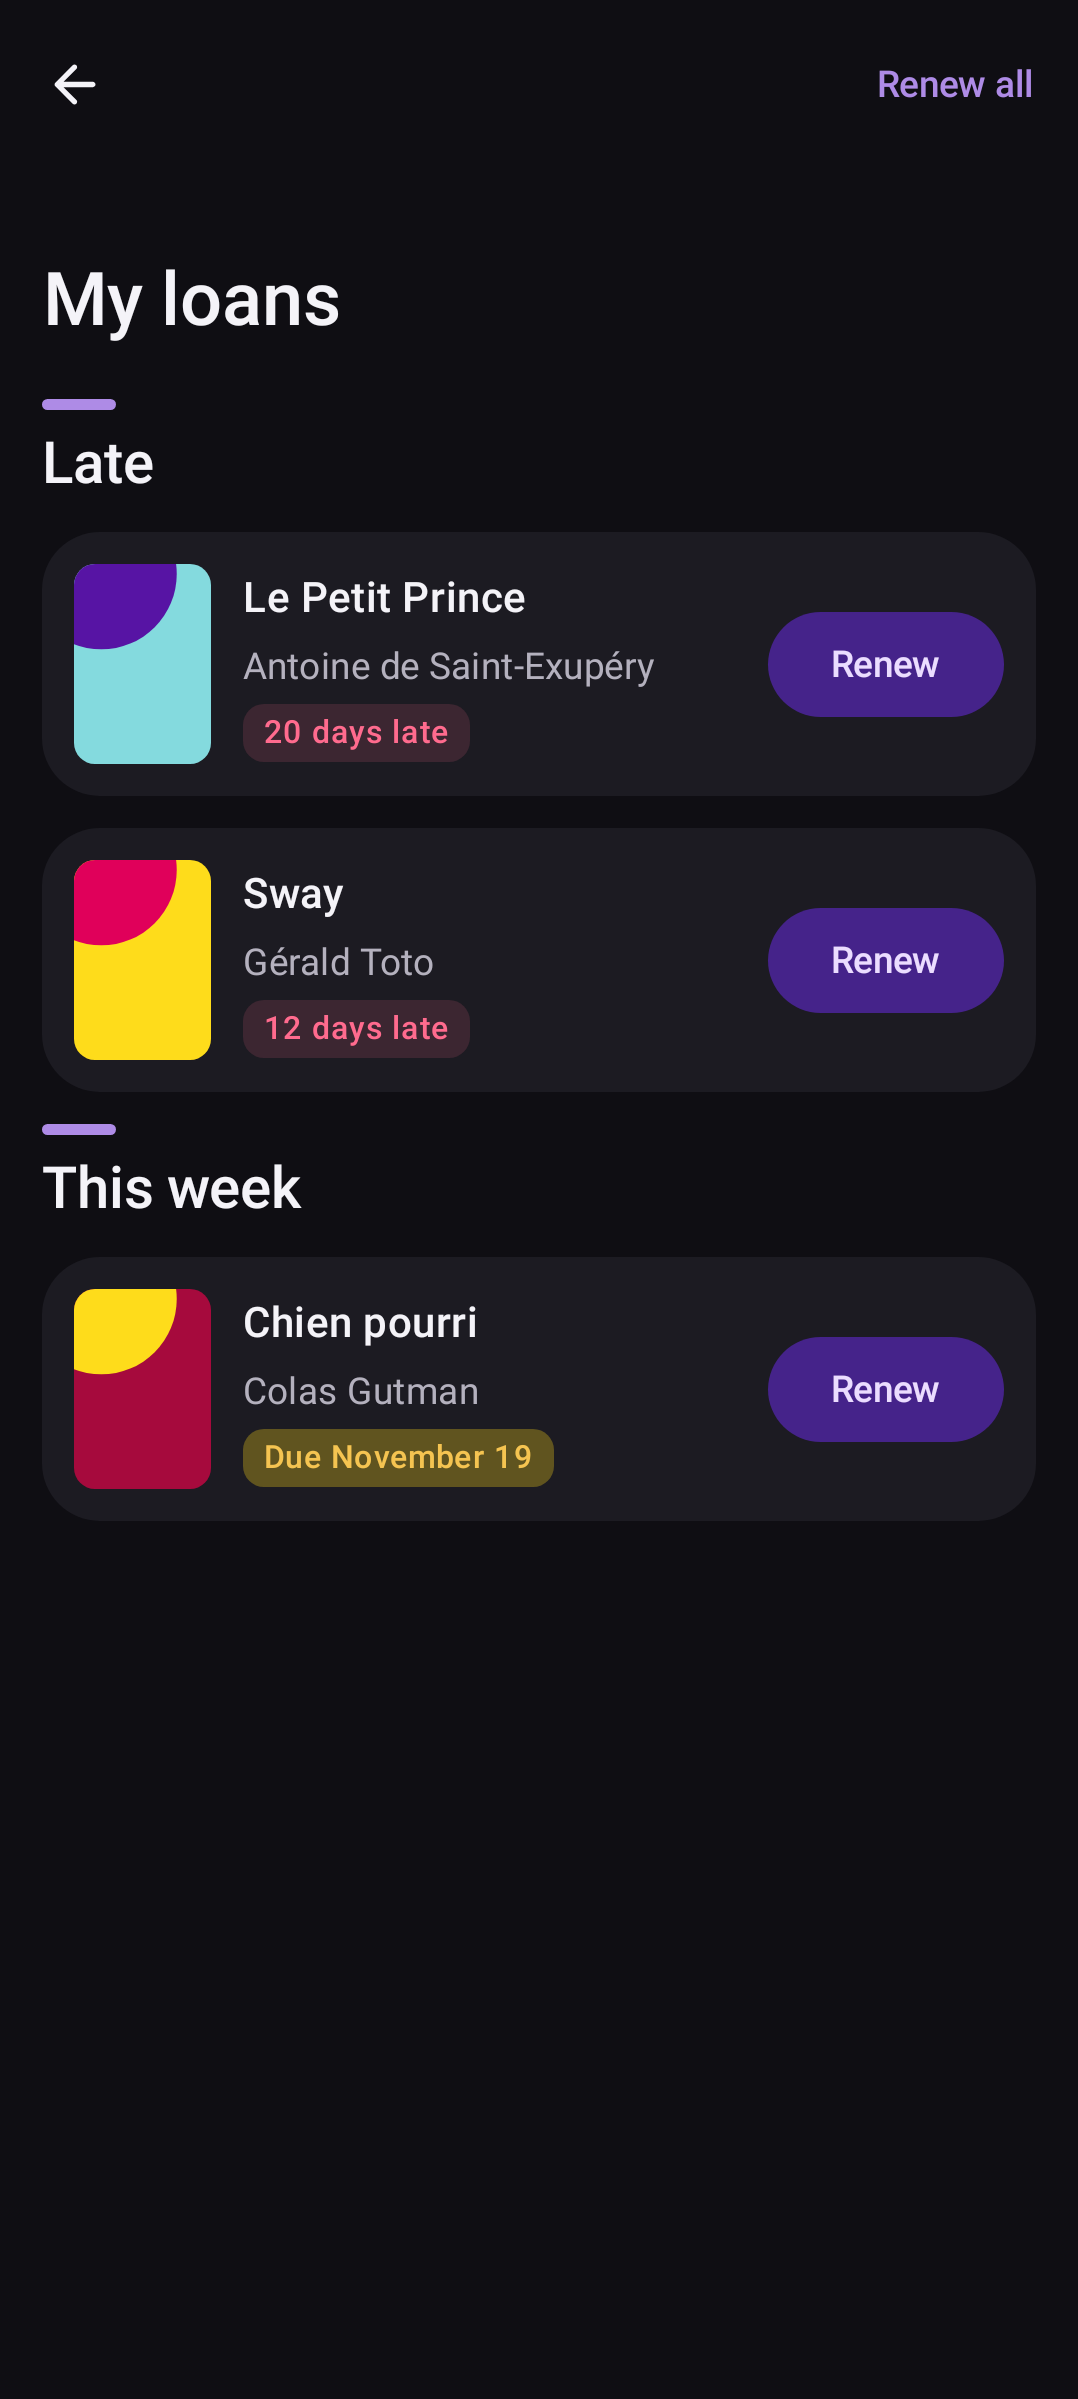 Renew all
My loans
Late
Le Petit Prince
Antoine de Saint-Exupéry
20 days late
Renew
Sway
Gérald Toto
12 days late
Renew
This week
Chien pourri
Colas Gutman
Due November 19
Renew